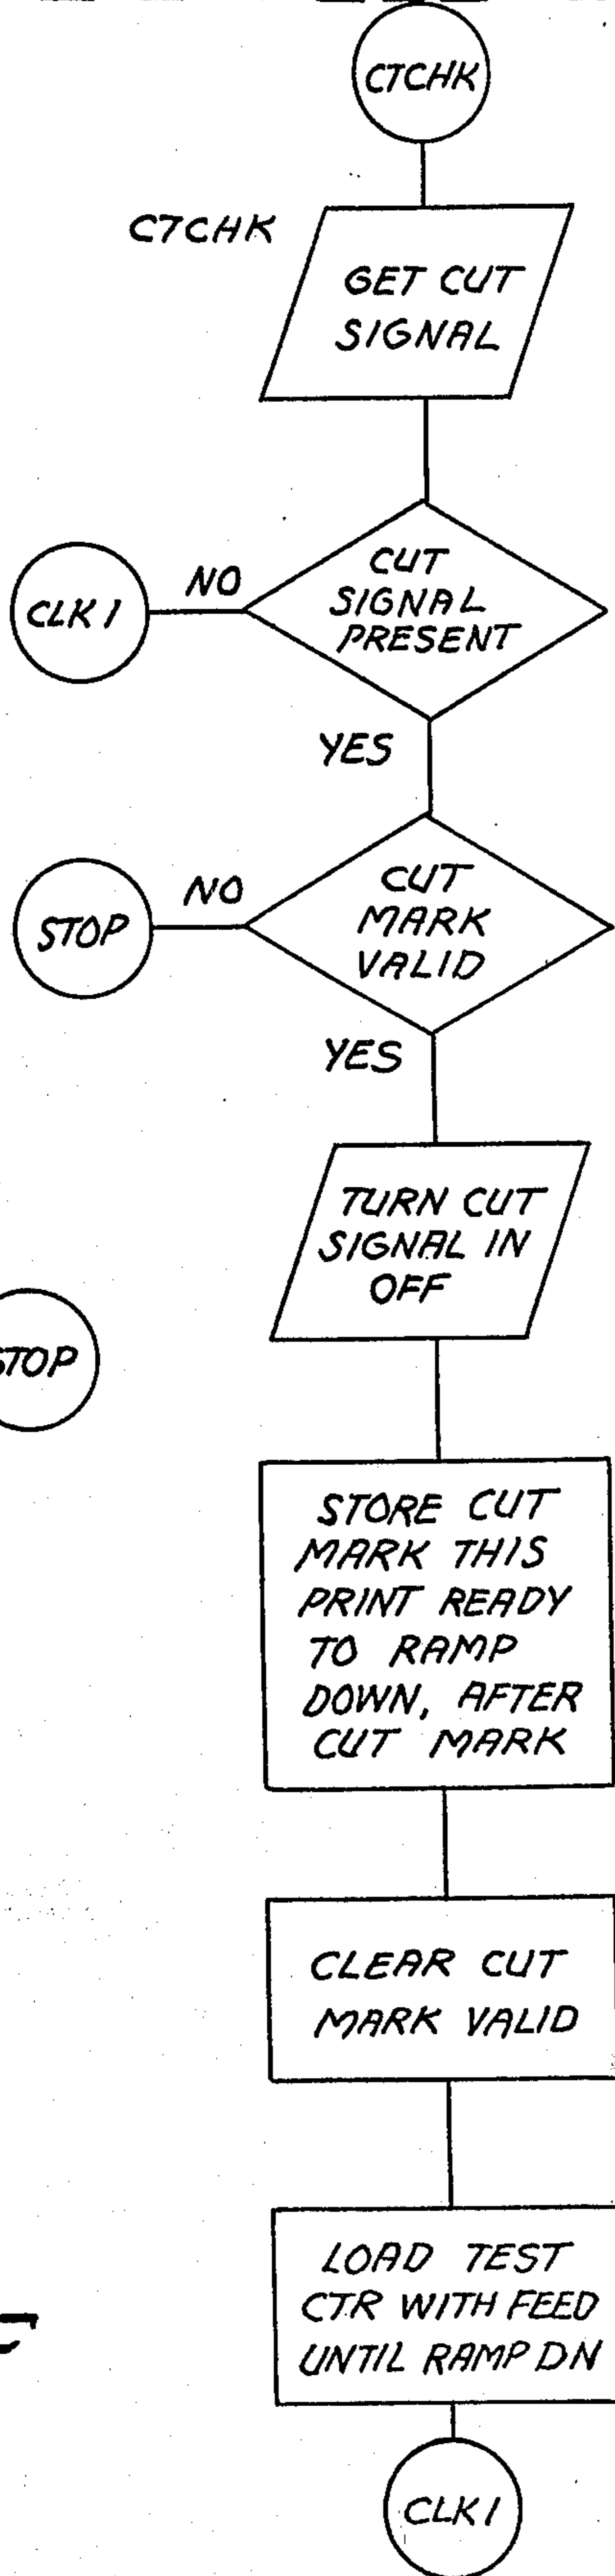 CTCHK
CTCHK
GET CUT
SIGNAL
CUT
SIGNAL
PRESENT
NO
CLK 1
YES
CUT
MARK
VALID
NO
STOP
YES
TURN CUT
SIGNAL IN
OFF
STOP
STORE CUT
MARK THIS
PRINT READY
TO RAMP
DOWN, AFTER
CUT MARK
CLEAR CUT
MARK VALID
LOAD TEST
CTR WITH FEED
UNTIL RAMP DN
CLK 1